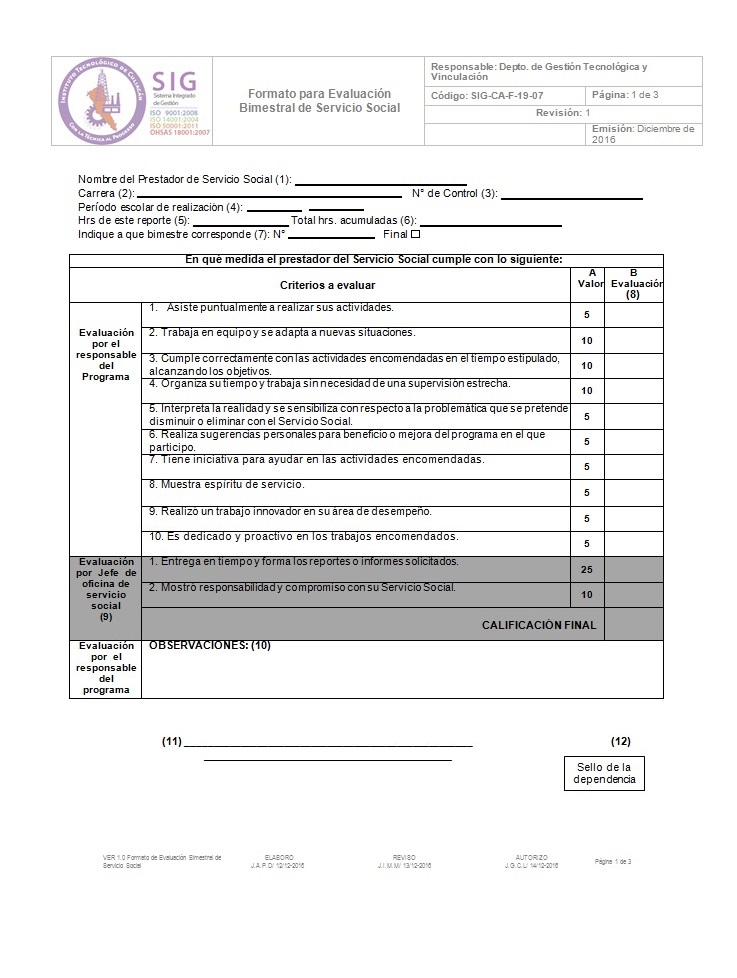 INSTITUTO TECNOLÓGICO DE CULIACÁN
CON LA TÉCNICA AL PROGRESO
SIG
Sistema Integrado
de Gestión
ISO 9001:2008
ISO 14001:2004
ISO 50001:2011
OHSAS 18001:2007
Formato para Evaluación
Bimestral de Servicio Social
Responsable: Depto. de Gestión Tecnológica y
Vinculación
Código: SIG-CA-F-19-07
Página: 1 de 3
Revisión: 1
Emisión: Diciembre de
2016
Nombre del Prestador de Servicio Social (1):
Carrera (2): N° de Control (3):
Período escolar de realización (4):
Hrs de este reporte (5): Total hrs. acumuladas (6):
Indique a que bimestre corresponde (7): N° Final ☐
En qué medida el prestador del Servicio Social cumple con lo siguiente:
Criterios a evaluar
A
Valor
B
Evaluación
(8)
Evaluación
por el
responsable
del
Programa
1. Asiste puntualmente a realizar sus actividades.
5
2. Trabaja en equipo y se adapta a nuevas situaciones.
10
3. Cumple correctamente con las actividades encomendadas en el tiempo estipulado,
alcanzando los objetivos.
10
4. Organiza su tiempo y trabaja sin necesidad de una supervisión estrecha.
10
5. Interpreta la realidad y se sensibiliza con respecto a la problemática que se pretende
disminuir o eliminar con el Servicio Social.
5
6. Realiza sugerencias personales para beneficio o mejora del programa en el que
participo.
5
7. Tiene iniciativa para ayudar en las actividades encomendadas.
5
8. Muestra espíritu de servicio.
5
9. Realizó un trabajo innovador en su área de desempeño.
5
10. Es dedicado y proactivo en los trabajos encomendados.
5
Evaluación
por Jefe de
oficina de
servicio
social
(9)
1. Entrega en tiempo y forma los reportes o informes solicitados.
25
2. Mostró responsabilidad y compromiso con su Servicio Social.
10
CALIFICACIÓN FINAL
Evaluación
por el
responsable
del
programa
OBSERVACIONES: (10)
(11)
(12)
Sello de la
dependencia
VER 1.0 Formato de Evaluación Bimestral de
Servicio Social
ELABORÓ
J.A.P.D/ 12/12-2016
REVISO
J.I.M.M/ 13/12-2016
AUTORIZO
J.G.C.L/ 14/12-2016
Página 1 de 3